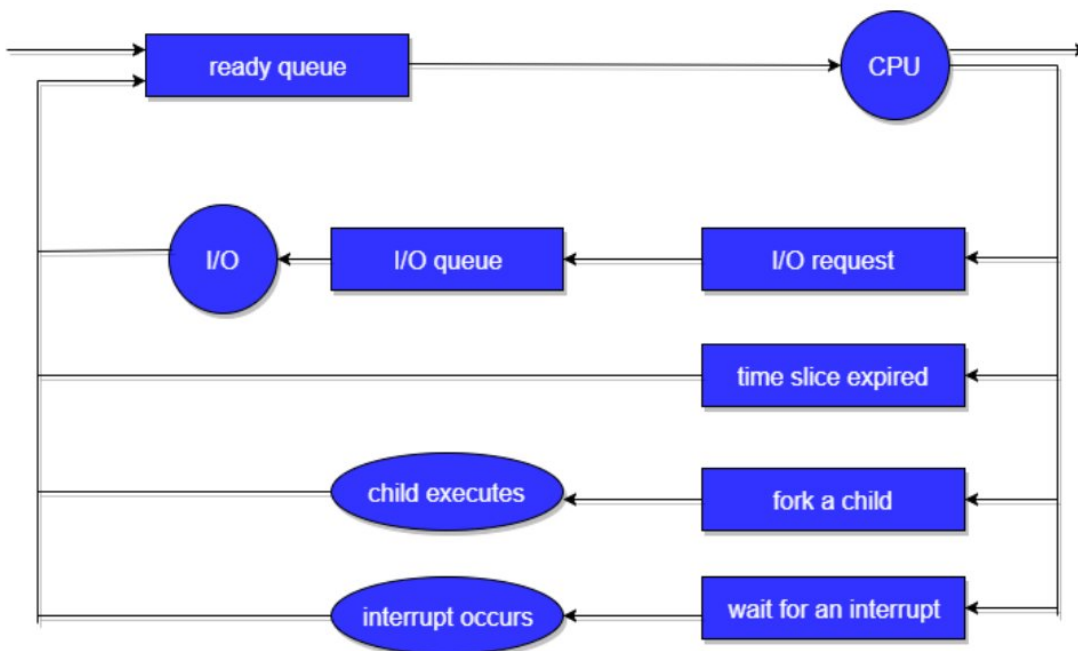 ready queue
CPU
I/O
I/O queue
I/O request
time slice expired
child executes
fork a child
interrupt occurs
wait for an interrupt